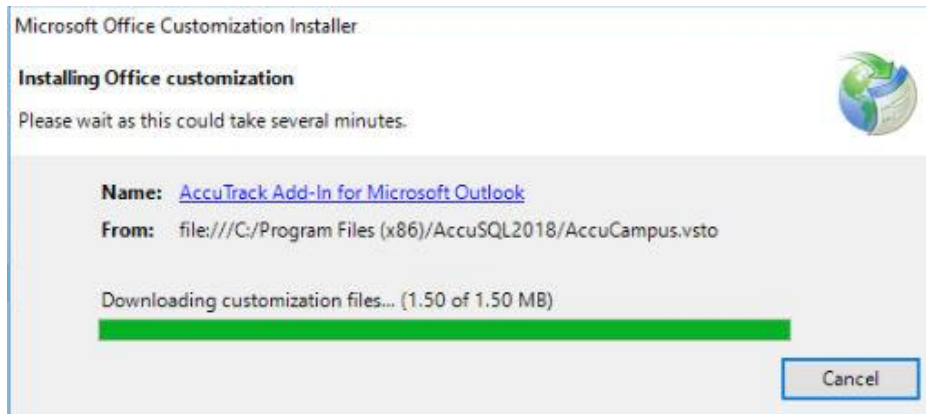 Microsoft Office Customization Installer
Installing Office customization
Please wait as this could take several minutes.
Name: AccuTrack Add-In for Microsoft Outlook
From: file:///C:/Program Files (x86)/AccuSQL2018/AccuCampus.vsto
Downloading customization files... (1.50 of 1.50 MB)
Cancel